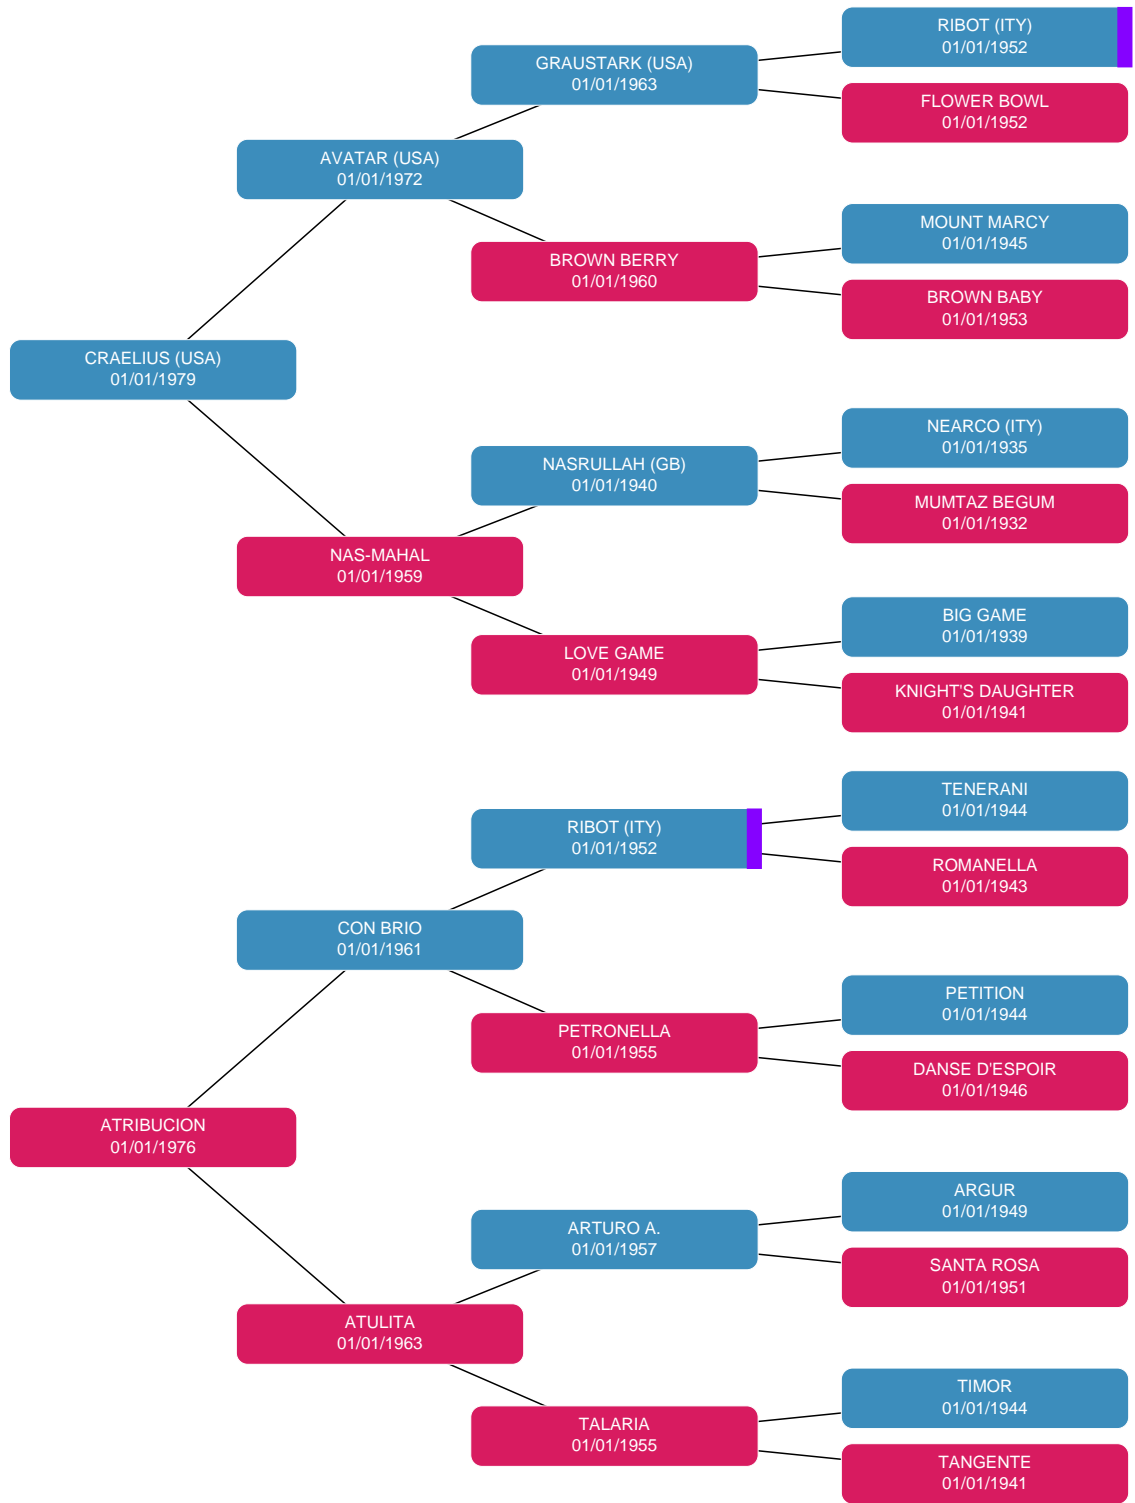 RIBOT (ITY)
01/01/1952
GRAUSTARK (USA)
01/01/1963
FLOWER BOWL
01/01/1952
AVATAR (USA)
01/01/1972
MOUNT MARCY
01/01/1945
BROWN BERRY
01/01/1960
BROWN BABY
01/01/1953
CRAELIUS (USA)
01/01/1979
NEARCO (ITY)
01/01/1935
NASRULLAH (GB)
01/01/1940
MUMTAZ BEGUM
01/01/1932
NAS-MAHAL
01/01/1959
BIG GAME
01/01/1939
LOVE GAME
01/01/1949
KNIGHT'S DAUGHTER
01/01/1941
TENERANI
01/01/1944
RIBOT (ITY)
01/01/1952
ROMANELLA
01/01/1943
CON BRIO
01/01/1961
PETITION
01/01/1944
PETRONELLA
01/01/1955
DANSE D'ESPOIR
01/01/1946
ATRIBUCION
01/01/1976
ARGUR
01/01/1949
ARTURO A.
01/01/1957
SANTA ROSA
01/01/1951
ATULITA
01/01/1963
TIMOR
01/01/1944
TALARIA
01/01/1955
TANGENTE
01/01/1941